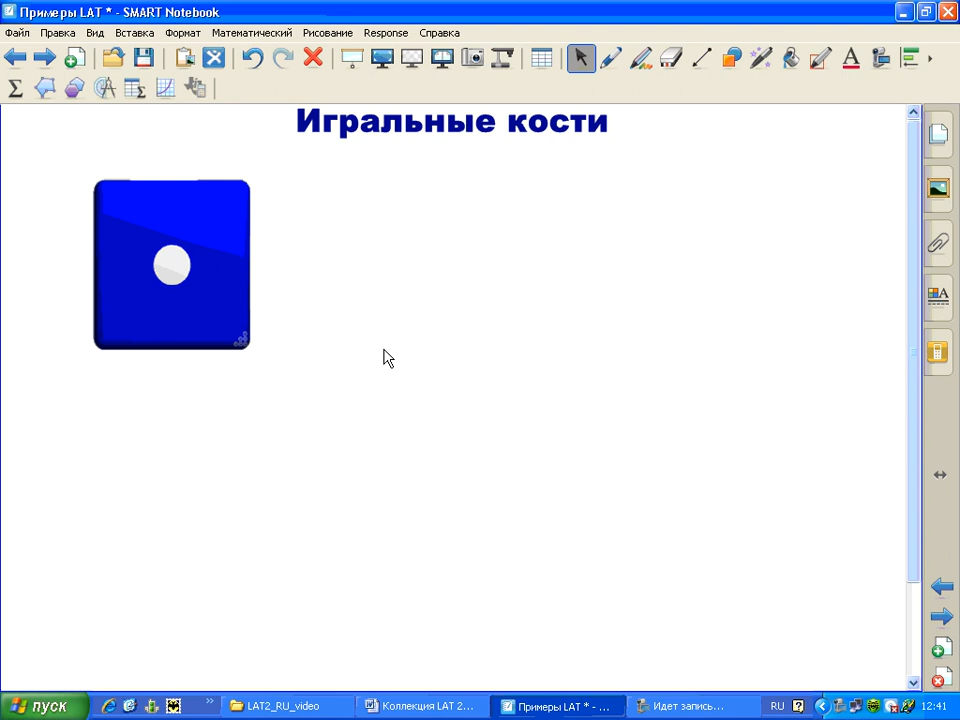 Примеры LAT * - SMART Notebook
Файл Правка Вид Вставка Формат Математический Рисование Response Справка
Игральные кости
пуск
LAT2_RU_video
Коллекция LAT 2...
Примеры LAT * - ...
Идет запись...
RU
12:41